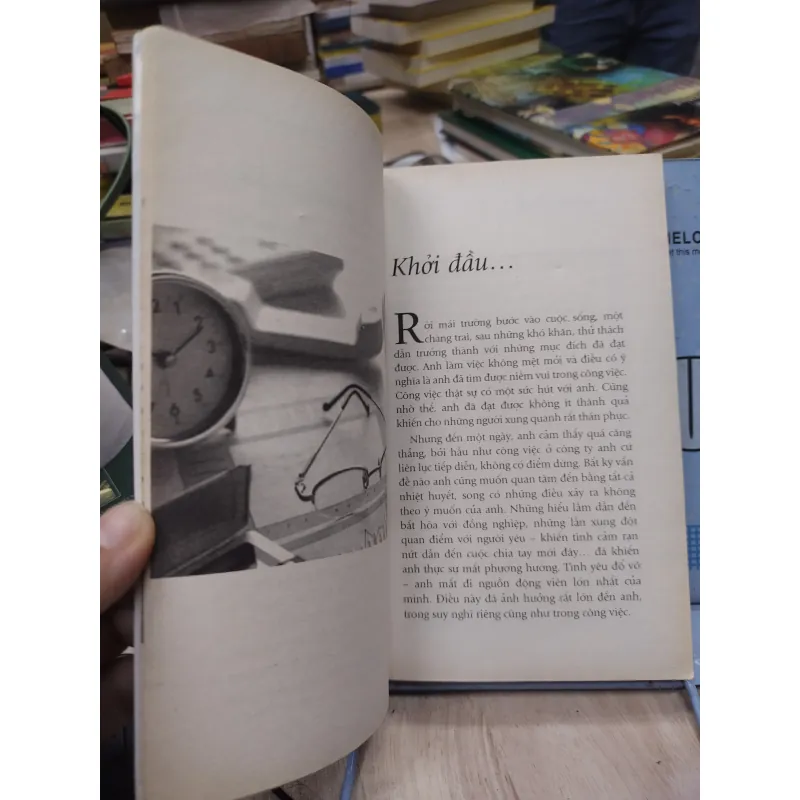 Khởi đầu...
Rời mái trường bước vào cuộc sống, một
chàng trai, sau những khó khăn, thử thách
dần trưởng thành với những mục đích đã đạt
được. Anh làm việc không mệt mỏi và điều có ý
nghĩa là anh đã tìm được niềm vui trong công việc.
Công việc thật sự có một sức hút với anh. Cũng
nhờ thế, anh đã đạt được không ít thành quả
khiến cho những người xung quanh rất thán phục.
Nhưng đến một ngày, anh cảm thấy quá căng
thẳng, bởi hầu như công việc ở công ty anh cứ
liên lục tiếp diễn, không có điểm dừng. Bất kỳ vấn
đề nào anh cũng muốn quan tâm đến bằng tất cả
nhiệt huyết, song có những điều xảy ra không
theo ý muốn của anh. Những hiểu lầm dẫn đến
bất hòa với đồng nghiệp, những lần xung đột
quan điểm với người yêu – khiến tình cảm rạn
nứt dẫn đến cuộc chia tay mới đây... đã khiến
anh thực sự mất phương hướng. Tình yêu đổ vỡ
– anh mất đi nguồn động viên lớn nhất của
mình. Điều này đã ảnh hưởng rất lớn đến anh,
trong suy nghĩ riêng cũng như trong công việc.
12
1
2
3
4
5
6
7